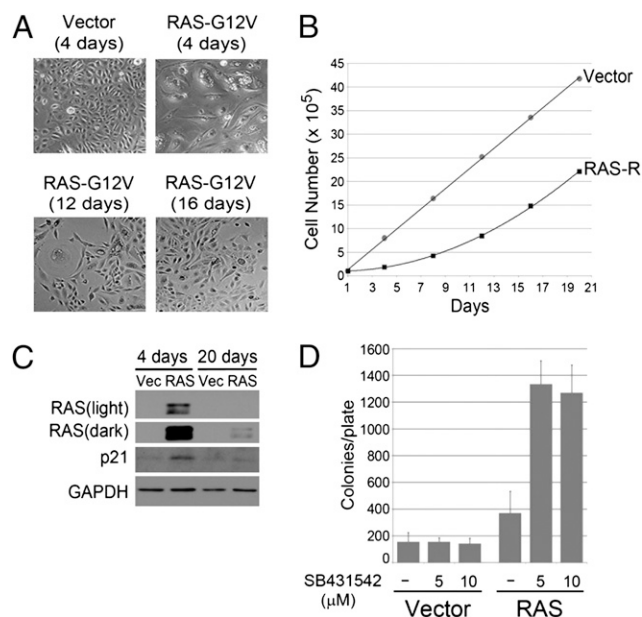 A
Vector
(4 days)
RAS-G12V
(4 days)
RAS-G12V
(12 days)
RAS-G12V
(16 days)
B
Cell Number (x 10⁵)
45
40
35
30
25
20
15
10
5
0
1 3 5 7 9 11 13 15 17 19 21
Days
Vector
RAS-R
C
4 days 20 days
Vec RAS Vec RAS
RAS(light)
RAS(dark)
p21
GAPDH
D
Colonies/plate
1600
1400
1200
1000
800
600
400
200
0
SB431542 – 5 10 – 5 10
(μM)
Vector RAS